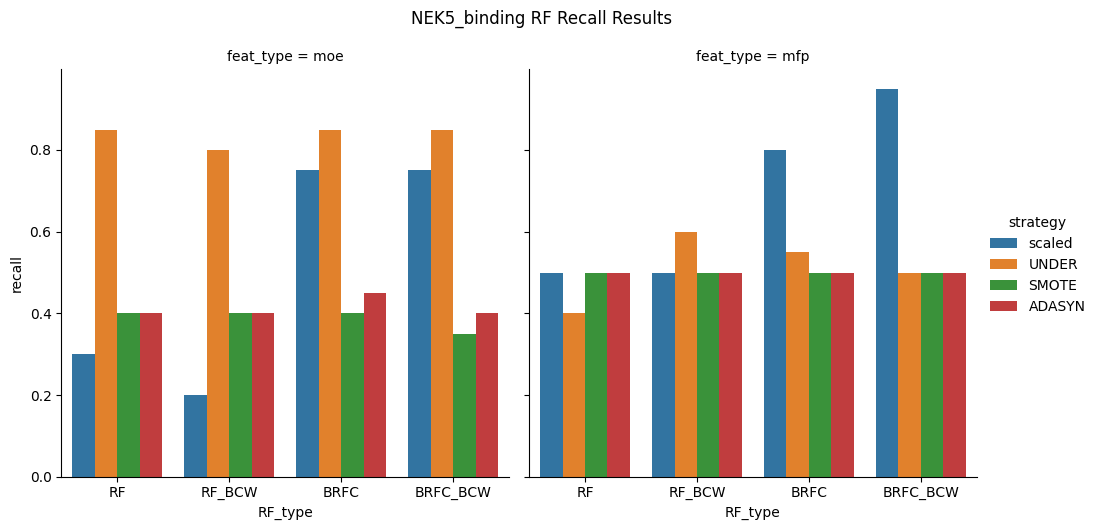 NEK5_binding RF Recall Results
feat_type = moe
feat_type = mfp
recall
0.8
0.6
0.4
0.2
0.0
RF
RF_BCW
BRFC
BRFC_BCW
RF_type
RF
RF_BCW
BRFC
BRFC_BCW
RF_type
strategy
scaled
UNDER
SMOTE
ADASYN